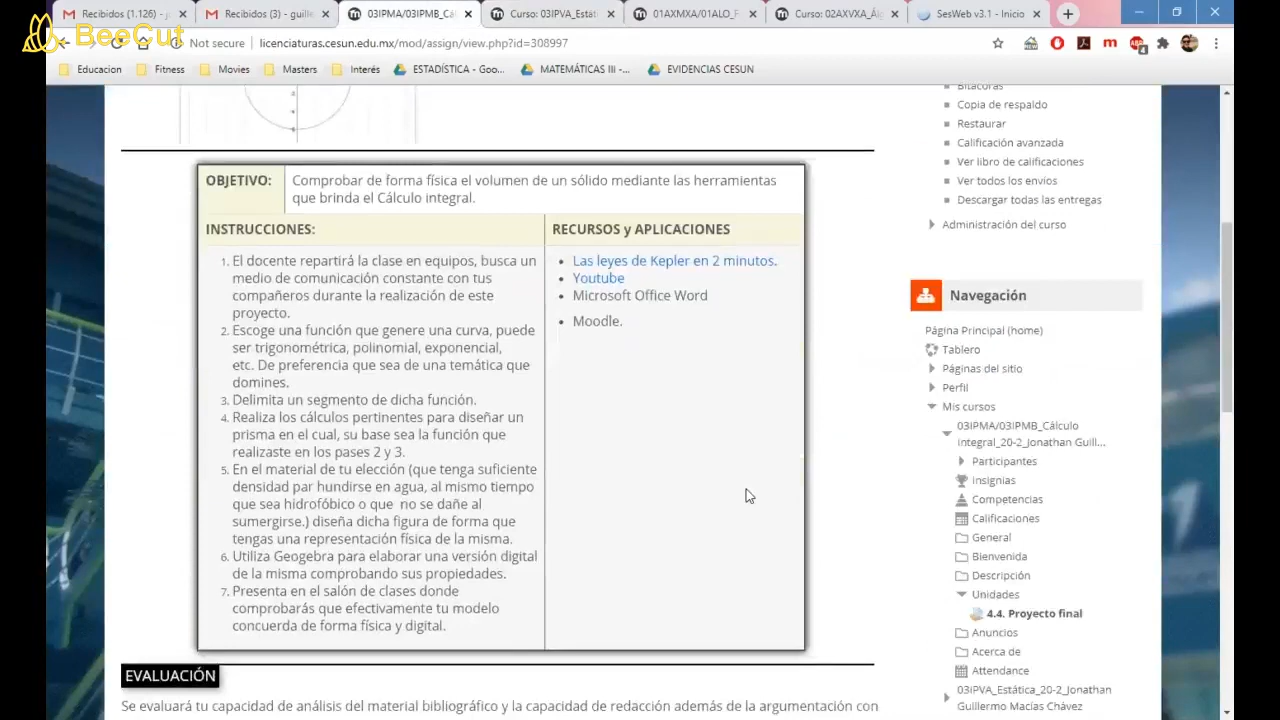 Recibidos (1.126) - j
Recibidos (3) - guille
03IPMA/03IPMB_Cál
Curso: 03IPVA_Estát
01AXMXA/01ALO_F
Curso: 02AXVXA_Álg
SesWeb v3.1 - Inicio
BeeCut
Not secure
licenciaturas.cesun.edu.mx/mod/assign/view.php?id=308997
Educacion
Fitness
Movies
Masters
Interés
ESTADÍSTICA - Goo...
MATEMÁTICAS III -...
EVIDENCIES CESUN
OBJETIVO:
Comprobar de forma física el volumen de un sólido mediante las herramientas
que brinda el Cálculo integral.
INSTRUCCIONES:
1. El docente repartirá la clase en equipos, busca un
medio de comunicación constante con tus
compañeros durante la realización de este
proyecto.
2. Escoge una función que genere una curva, puede
ser trigonométrica, polinomial, exponencial,
etc. De preferencia que sea de una temática que
domines.
3. Delimita un segmento de dicha función.
4. Realiza los cálculos pertinentes para diseñar un
prisma en el cual, su base sea la función que
realizaste en los pases 2 y 3.
5. En el material de tu elección (que tenga suficiente
densidad par hundirse en agua, al mismo tiempo
que sea hidrofóbico o que no se dañe al
sumergirse.) diseña dicha figura de forma que
tengas una representación física de la misma.
6. Utiliza Geogebra para elaborar una versión digital
de la misma comprobando sus propiedades.
7. Presenta en el salón de clases donde
comprobarás que efectivamente tu modelo
concuerda de forma física y digital.
RECURSOS y APLICACIONES
Las leyes de Kepler en 2 minutos.
Youtube
Microsoft Office Word
Moodle.
EVALUACIÓN
Se evaluará tu capacidad de análisis del material bibliográfico y la capacidad de redacción además de la argumentación con
Bitácoras
Copia de respaldo
Restaurar
Calificación avanzada
Ver libro de calificaciones
Ver todos los envíos
Descargar todas las entregas
Administración del curso
Navegación
Página Principal (home)
Tablero
Páginas del sitio
Perfil
Mis cursos
03IPMA/03IPMB_Cálculo
integral_20-2_Jonathan Guill...
Participantes
Insignias
Competencias
Calificaciones
General
Bienvenida
Descripción
Unidades
4.4. Proyecto final
Anuncios
Acerca de
Attendance
03IPVA_Estática_20-2_Jonathan
Guillermo Macías Chávez